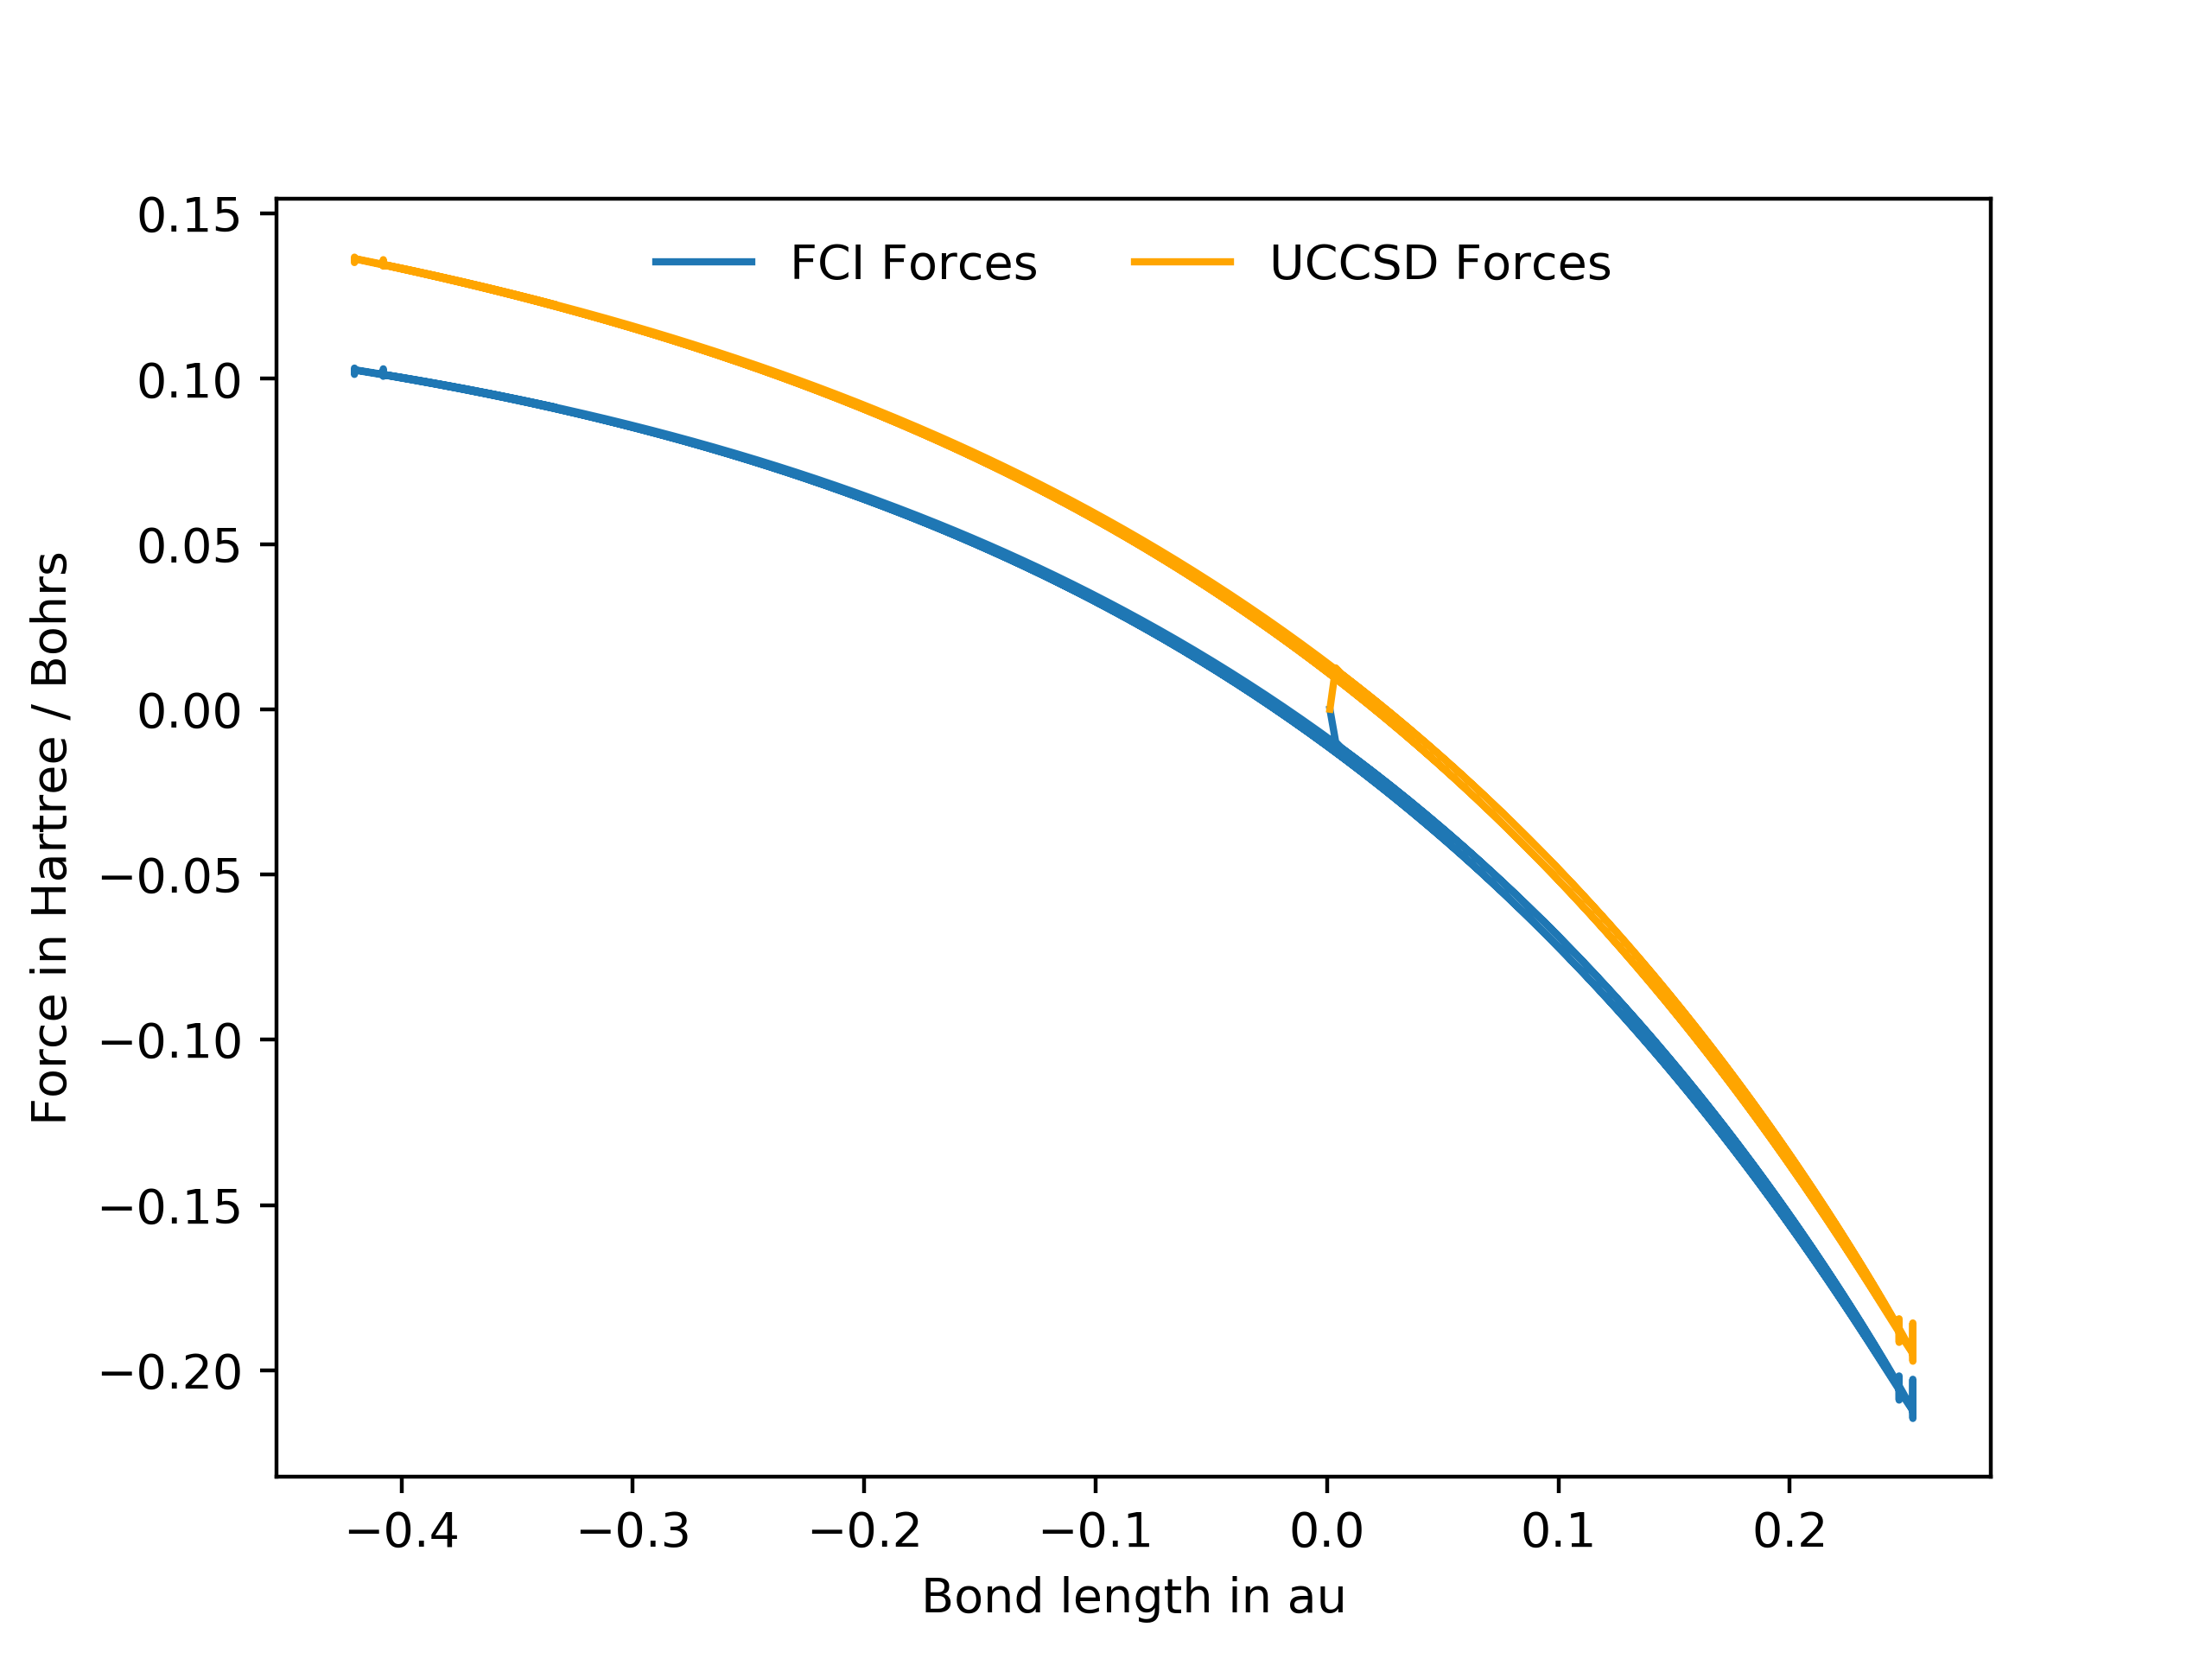 FCI Forces UCCSD Forces
0.15
0.10
0.05
0.00
−0.05
−0.10
−0.15
−0.20
Force in Hartree / Bohrs
−0.4 −0.3 −0.2 −0.1 0.0 0.1 0.2
Bond length in au